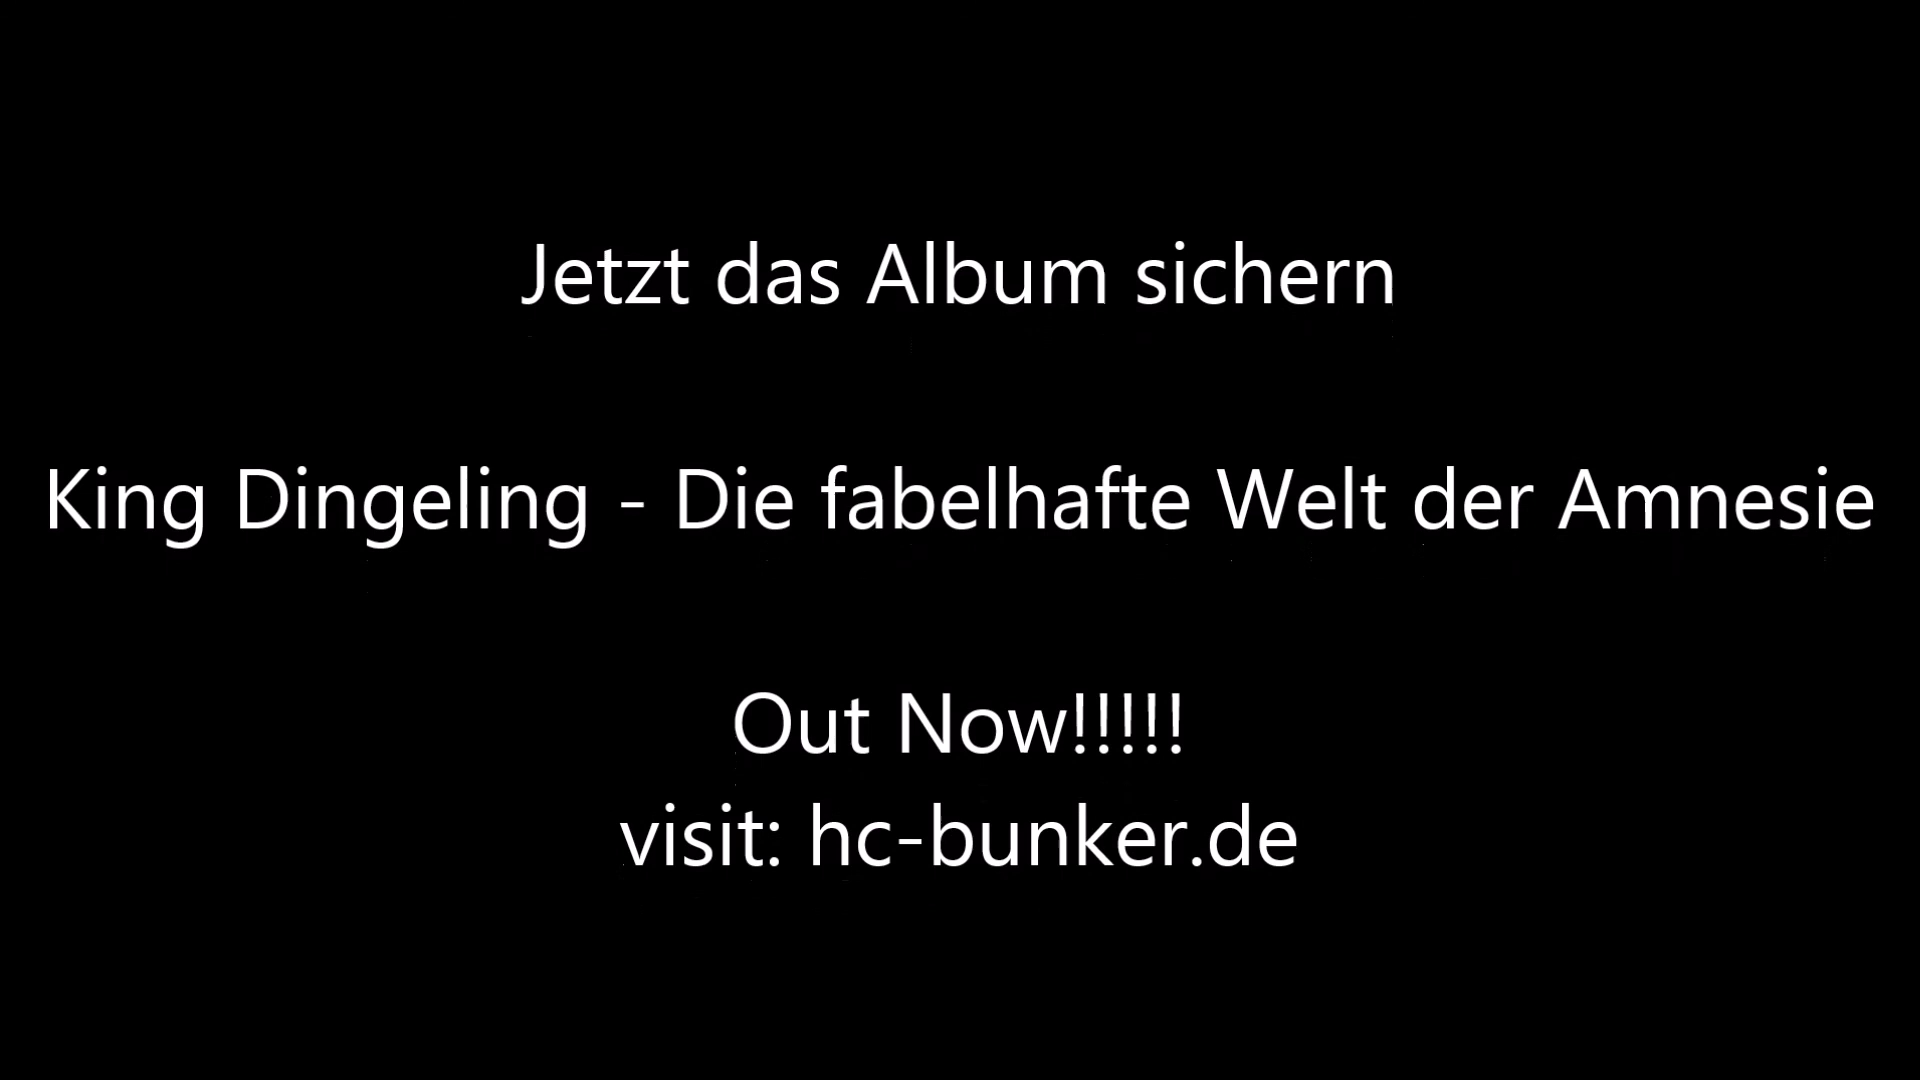 Jetzt das Album sichern
King Dingeling - Die fabelhafte Welt der Amnesie
Out Now!!!!!
visit: hc-bunker.de